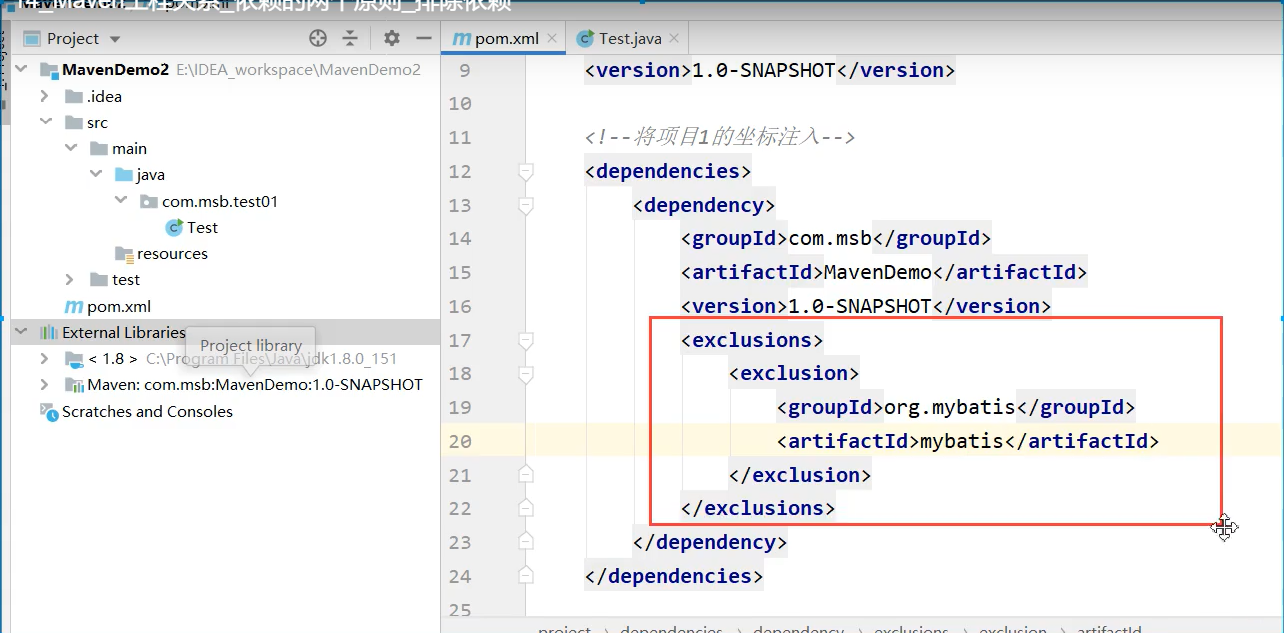 Maven工程关系_依赖的两个原则_排除依赖
Project
MavenDemo2 E:\IDEA_workspace\MavenDemo2
.idea
src
main
java
com.msb.test01
Test
resources
test
pom.xml
External Libraries
Project library
< 1.8 > C:\Program Files\Java\jdk1.8.0_151
Maven: com.msb:MavenDemo:1.0-SNAPSHOT
Scratches and Consoles
pom.xml
Test.java
9 <version>1.0-SNAPSHOT</version>
10
11 <!--将项目1的坐标注入-->
12 <dependencies>
13 <dependency>
14 <groupId>com.msb</groupId>
15 <artifactId>MavenDemo</artifactId>
16 <version>1.0-SNAPSHOT</version>
17 <exclusions>
18 <exclusion>
19 <groupId>org.mybatis</groupId>
20 <artifactId>mybatis</artifactId>
21 </exclusion>
22 </exclusions>
23 </dependency>
24 </dependencies>
25
project › dependencies › dependency › exclusions › exclusion › artifactId